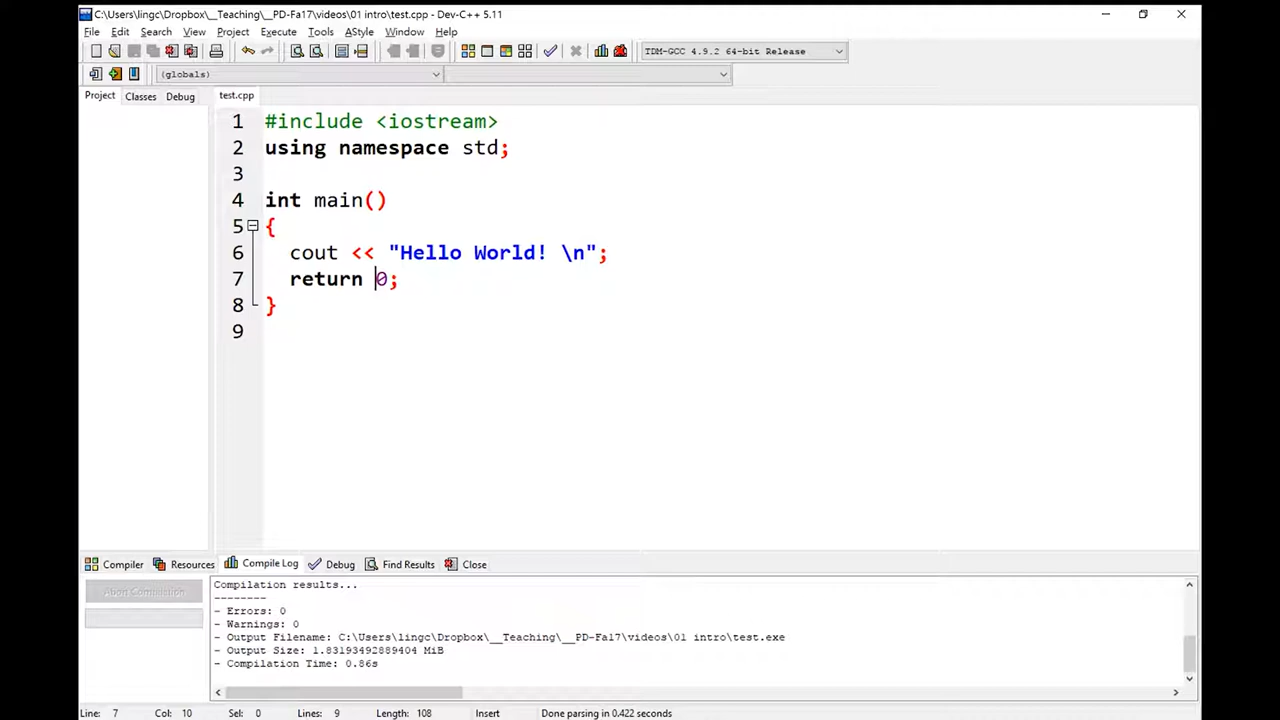 C:\Users\lingc\Dropbox\__Teaching\__PD-Fa17\videos\01 intro\test.cpp - Dev-C++ 5.11
File Edit Search View Project Execute Tools AStyle Window Help
TDM-GCC 4.9.2 64-bit Release
(globals)
Project Classes Debug test.cpp
1 #include <iostream>
2 using namespace std;
3
4 int main()
5 {
6 cout << "Hello World! \n";
7 return 0;
8 }
9
Compiler Resources Compile Log Debug Find Results Close
Abort Compilation
Compilation results...
--------
- Errors: 0
- Warnings: 0
- Output Filename: C:\Users\lingc\Dropbox\__Teaching\__PD-Fa17\videos\01 intro\test.exe
- Output Size: 1.83193492889404 MiB
- Compilation Time: 0.86s
Line: 7 Col: 10 Sel: 0 Lines: 9 Length: 108 Insert Done parsing in 0.422 seconds